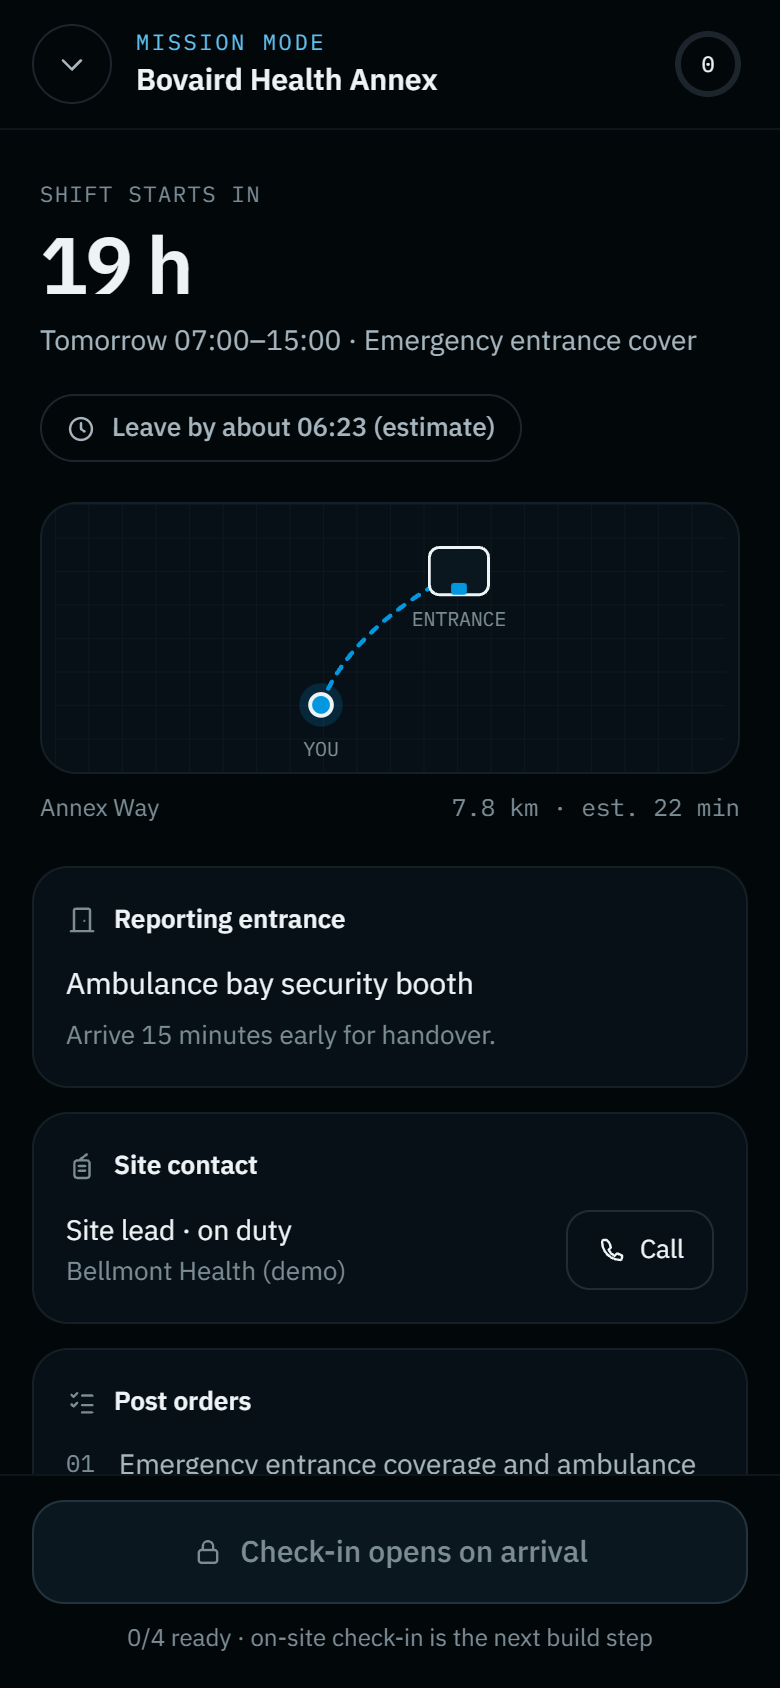 MISSION MODE
Bovaird Health Annex
0
SHIFT STARTS IN
19 h
Tomorrow 07:00–15:00 · Emergency entrance cover
Leave by about 06:23 (estimate)
ENTRANCE
YOU
Annex Way
7.8 km · est. 22 min
Reporting entrance
Ambulance bay security booth
Arrive 15 minutes early for handover.
Site contact
Site lead · on duty
Bellmont Health (demo)
Call
Post orders
01 Emergency entrance coverage and ambulance
Check-in opens on arrival
0/4 ready · on-site check-in is the next build step